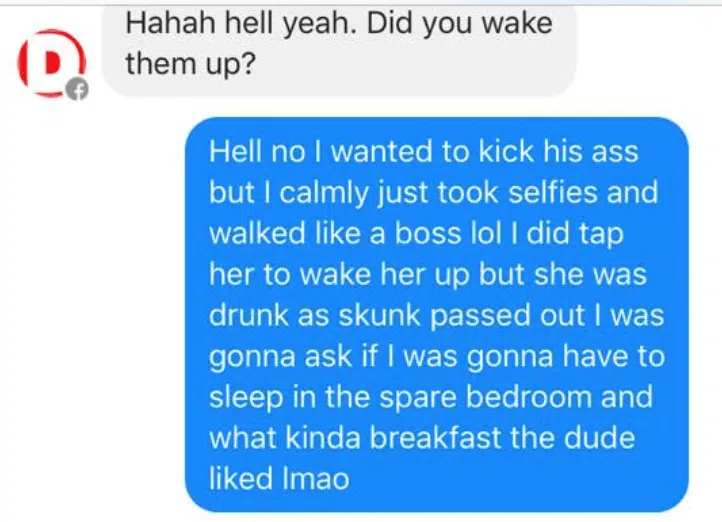 Hahah hell yeah. Did you wake
them up?
D
f
Hell no I wanted to kick his ass
but I calmly just took selfies and
walked like a boss lol I did tap
her to wake her up but she was
drunk as skunk passed out I was
gonna ask if I was gonna have to
sleep in the spare bedroom and
what kinda breakfast the dude
liked lmao